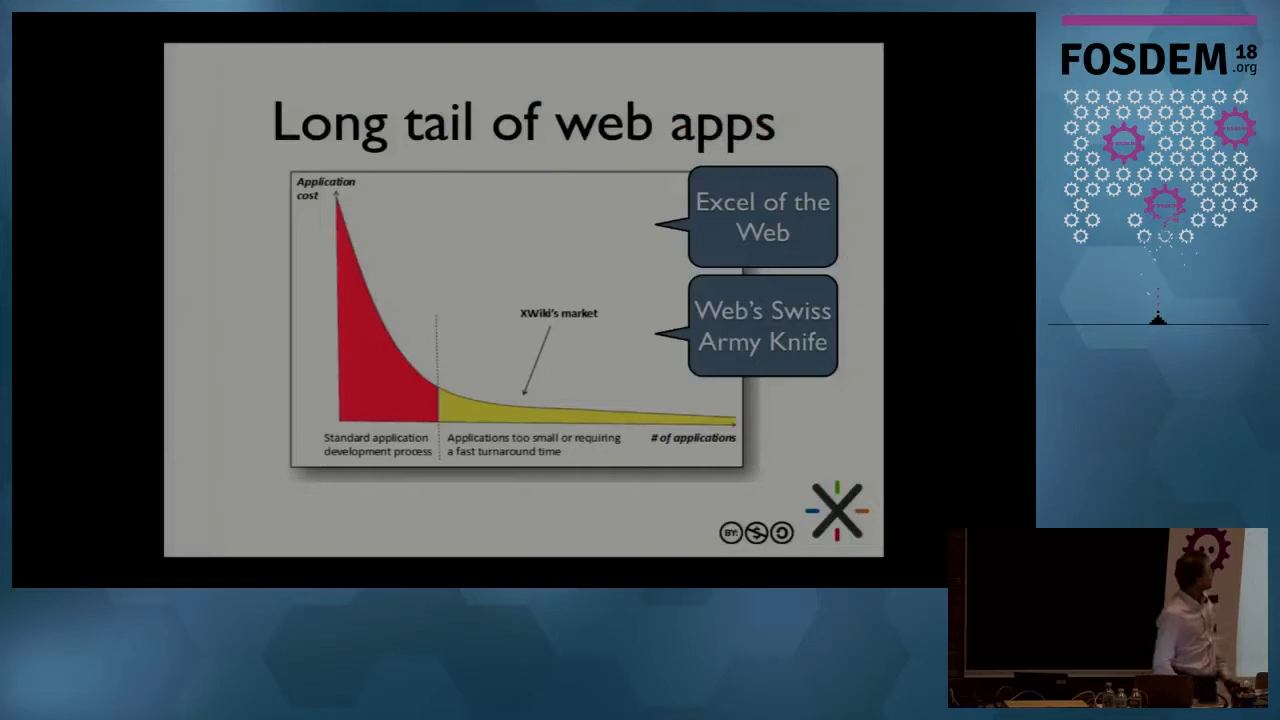 Long tail of web apps
Application
cost
Excel of the
Web
Web's Swiss
Army Knife
XWiki's market
Standard application
development process
Applications too small or requiring
a fast turnaround time
# of applications
BY:
FOSDEM 18
.org